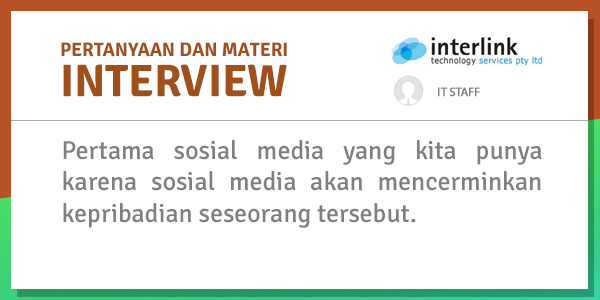 PERTANYAAN DAN MATERI
INTERVIEW
interlink
technology services pty ltd
IT STAFF
Pertama sosial media yang kita punya
karena sosial media akan mencerminkan
kepribadian seseorang tersebut.